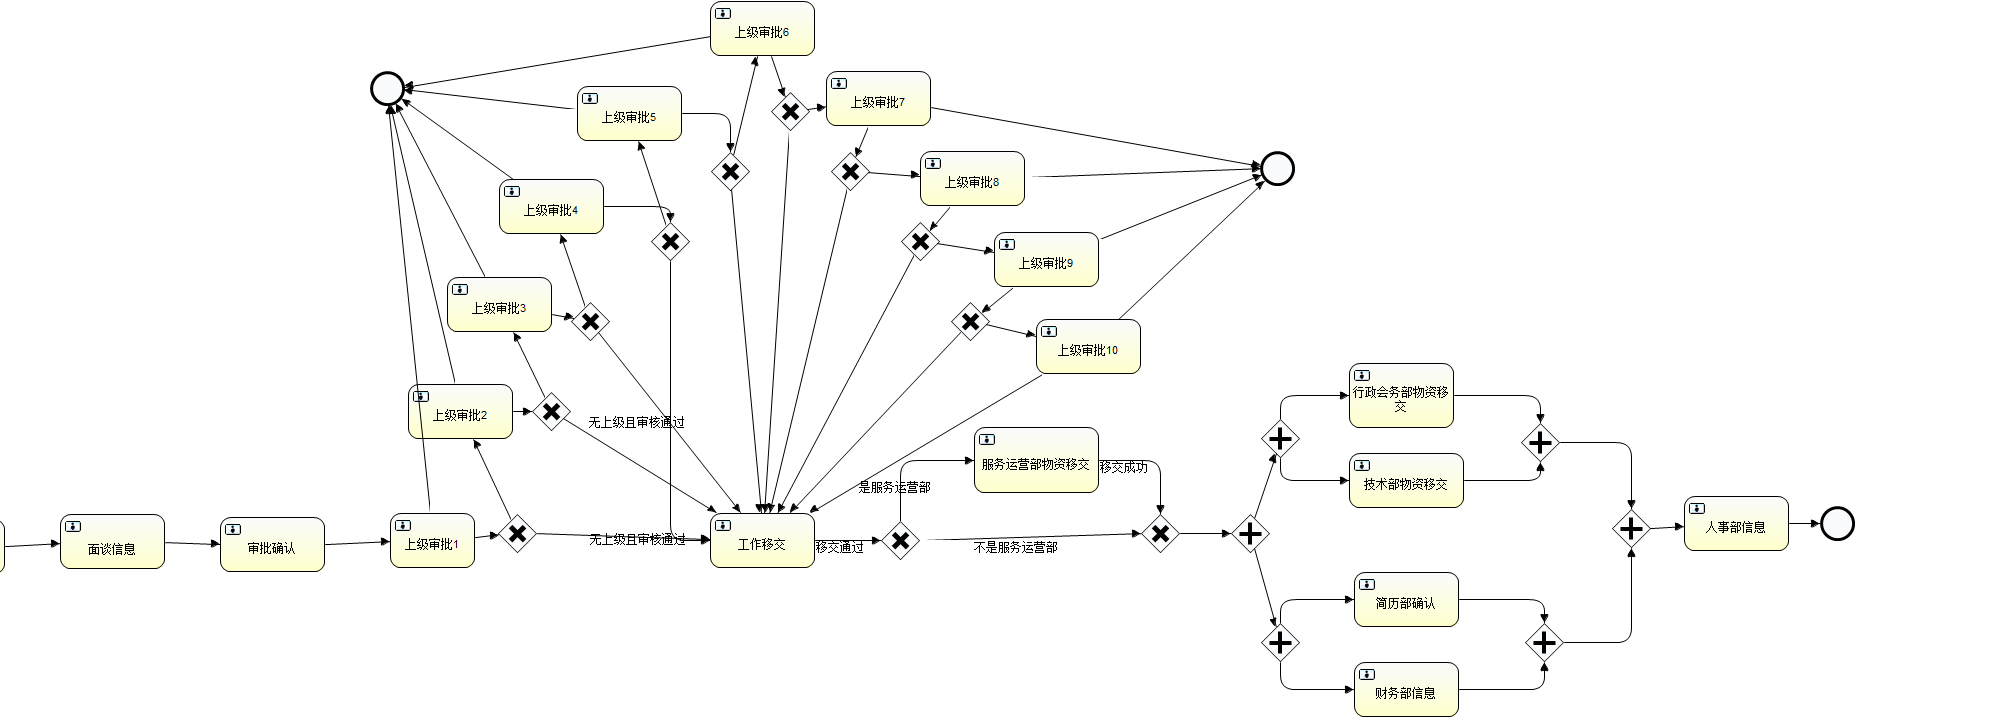 上级审批6
上级审批7
上级审批5
上级审批8
上级审批4
上级审批9
上级审批3
上级审批10
上级审批2
无上级且审核通过
行政会务部物资移
交
服务运营部物资移交
移交成功
是服务运营部
技术部物资移交
面谈信息
审批确认
上级审批1
无上级且审核通过
工作移交
移交通过
不是服务运营部
人事部信息
简历部确认
财务部信息